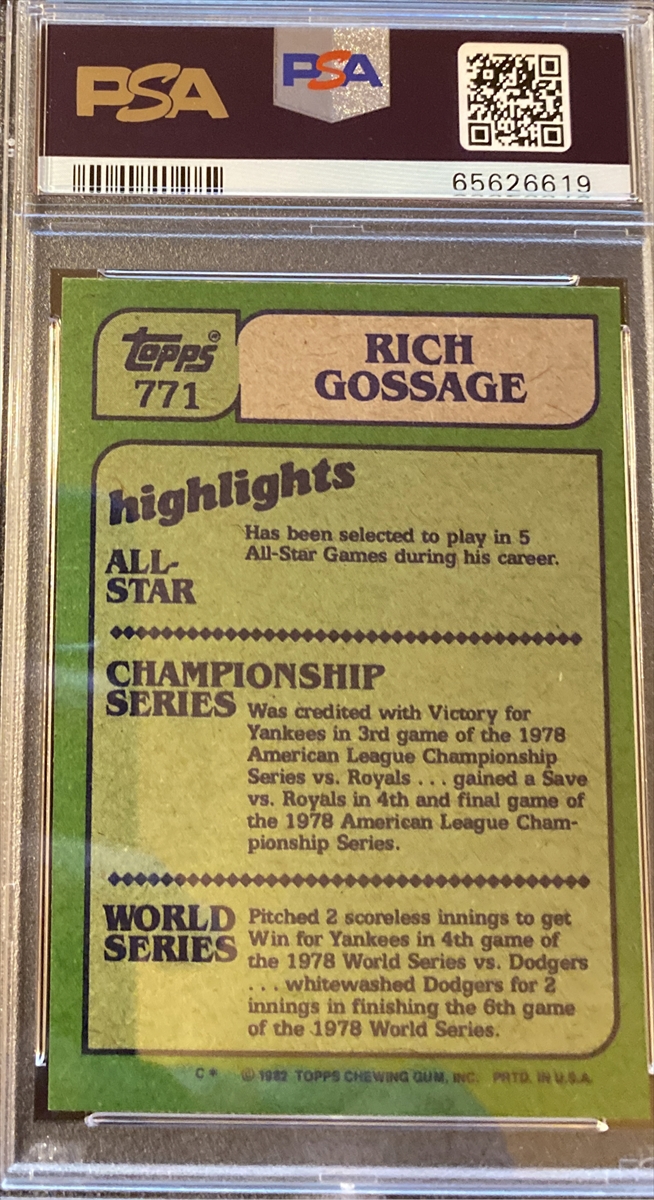 PSA PSA
65626619
topps®
771
RICH
GOSSAGE
highlights
ALL-
STAR
Has been selected to play in 5
All-Star Games during his career.
CHAMPIONSHIP
SERIES
Was credited with Victory for
Yankees in 3rd game of the 1978
American League Championship
Series vs. Royals . . . gained a Save
vs. Royals in 4th and final game of
the 1978 American League Cham-
pionship Series.
WORLD
SERIES
Pitched 2 scoreless innings to get
Win for Yankees in 4th game of
the 1978 World Series vs. Dodgers
. . . whitewashed Dodgers for 2
innings in finishing the 6th game
of the 1978 World Series.
C* © 1982 TOPPS CHEWING GUM, INC. PRTD. IN U.S.A.